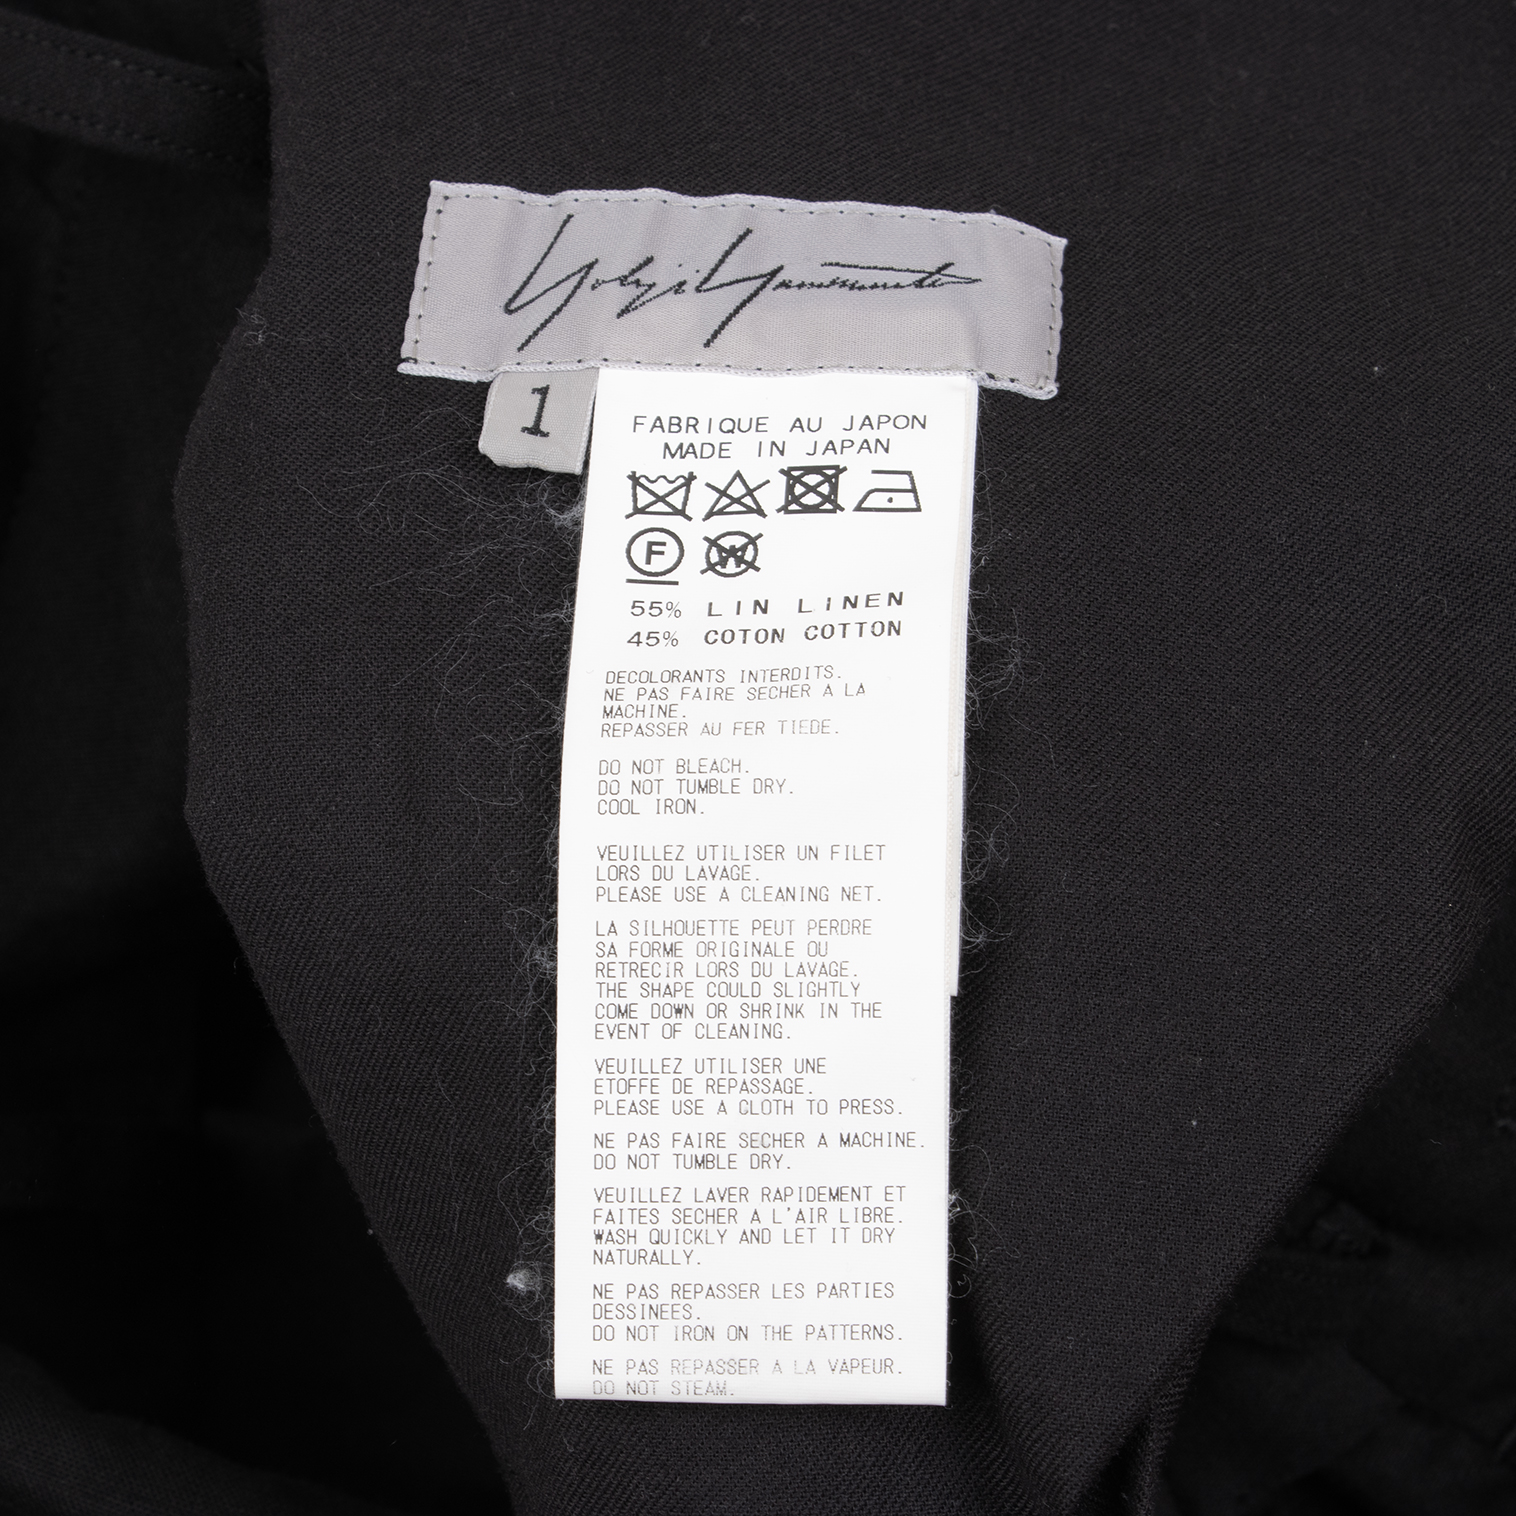 Yohji Yamamoto
1
FABRIQUE AU JAPON
MADE IN JAPAN
F W
55% LIN LINEN
45% COTON COTTON
DECOLORANTS INTERDITS.
NE PAS FAIRE SECHER A LA
MACHINE.
REPASSER AU FER TIEDE.
DO NOT BLEACH.
DO NOT TUMBLE DRY.
COOL IRON.
VEUILLEZ UTILISER UN FILET
LORS DU LAVAGE.
PLEASE USE A CLEANING NET.
LA SILHOUETTE PEUT PERDRE
SA FORME ORIGINALE OU
RETRECIR LORS DU LAVAGE.
THE SHAPE COULD SLIGHTLY
COME DOWN OR SHRINK IN THE
EVENT OF CLEANING.
VEUILLEZ UTILISER UNE
ETOFFE DE REPASSAGE.
PLEASE USE A CLOTH TO PRESS.
NE PAS FAIRE SECHER A MACHINE.
DO NOT TUMBLE DRY.
VEUILLEZ LAVER RAPIDEMENT ET
FAITES SECHER A L'AIR LIBRE.
WASH QUICKLY AND LET IT DRY
NATURALLY.
NE PAS REPASSER LES PARTIES
DESSINEES.
DO NOT IRON ON THE PATTERNS.
NE PAS REPASSER A LA VAPEUR.
DO NOT STEAM.